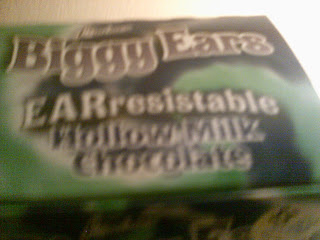 Biggy Ears
EARresistable
Hollow Milk
Chocolate